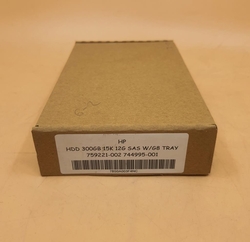 HP
HDD 300GB 15K 12G SAS W/G8 TRAY
759221-002 744995-001